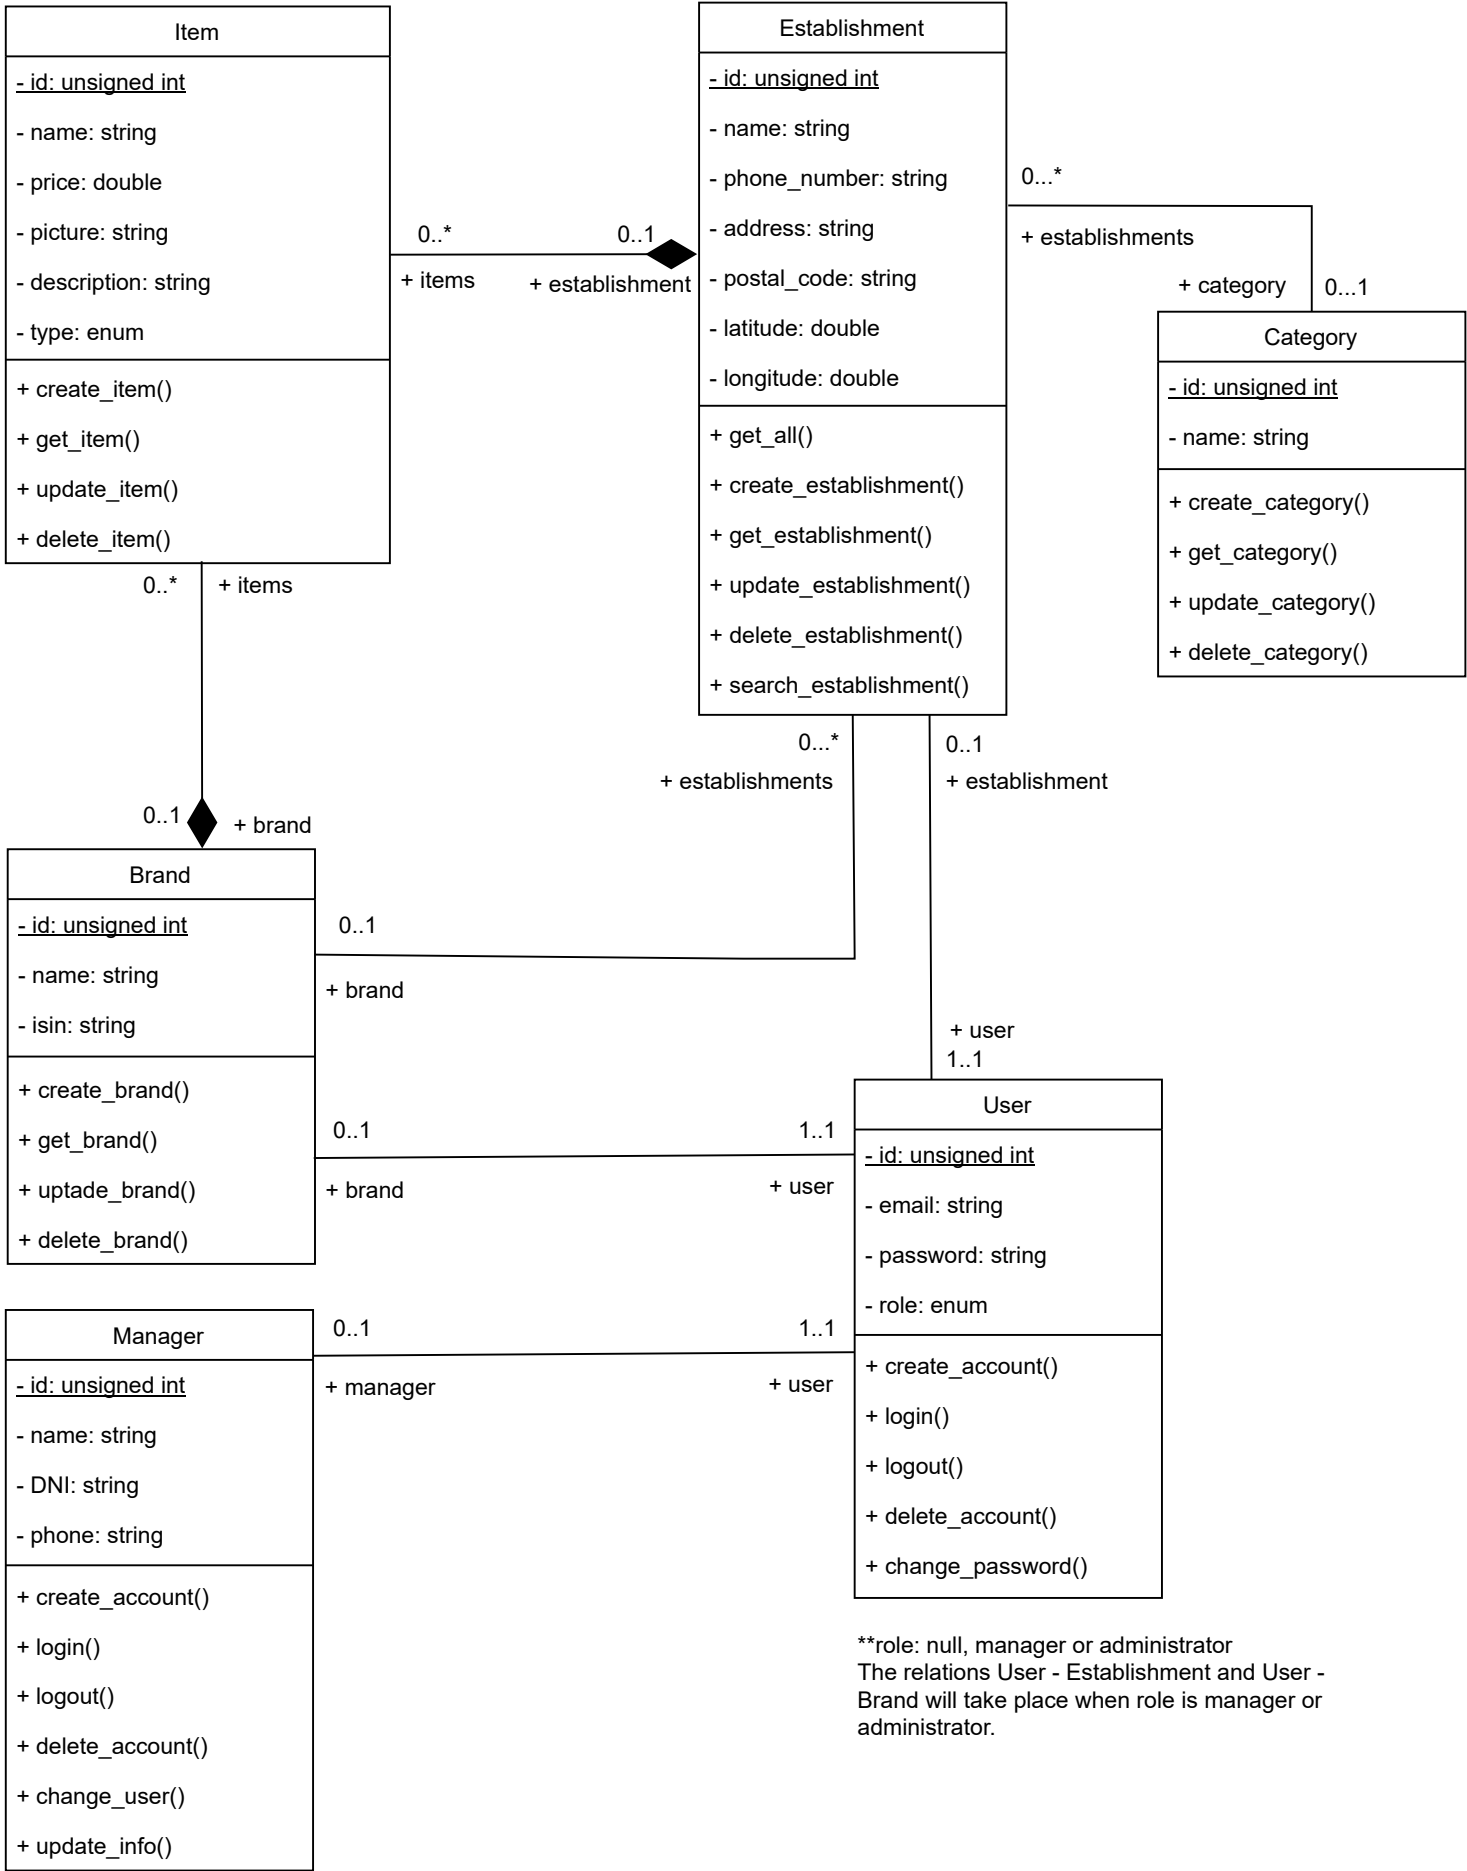 Item
- id: unsigned int
- name: string
- price: double
- picture: string
- description: string
- type: enum
+ create_item()
+ get_item()
+ update_item()
+ delete_item()
0..*
+ items
0..1
+ establishment
Establishment
- id: unsigned int
- name: string
- phone_number: string
- address: string
- postal_code: string
- latitude: double
- longitude: double
+ get_all()
+ create_establishment()
+ get_establishment()
+ update_establishment()
+ delete_establishment()
+ search_establishment()
0...*
+ establishments
+ category
0...1
Category
- id: unsigned int
- name: string
+ create_category()
+ get_category()
+ update_category()
+ delete_category()
0..*
+ items
0..1
+ brand
0...*
+ establishments
0..1
+ establishment
Brand
- id: unsigned int
- name: string
- isin: string
+ create_brand()
+ get_brand()
+ uptade_brand()
+ delete_brand()
0..1
+ brand
+ user
1..1
0..1
+ brand
1..1
+ user
User
- id: unsigned int
- email: string
- password: string
- role: enum
+ create_account()
+ login()
+ logout()
+ delete_account()
+ change_password()
Manager
- id: unsigned int
- name: string
- DNI: string
- phone: string
+ create_account()
+ login()
+ logout()
+ delete_account()
+ change_user()
+ update_info()
0..1
+ manager
1..1
+ user
**role: null, manager or administrator
The relations User - Establishment and User -
Brand will take place when role is manager or
administrator.